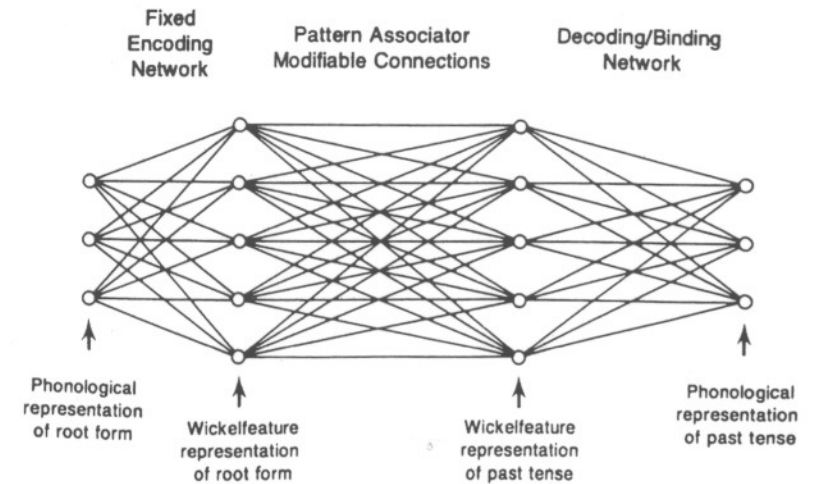 Fixed
Encoding
Network
Pattern Associator
Modifiable Connections
Decoding/Binding
Network
Phonological
representation
of root form
Wickelfeature
representation
of root form
Wickelfeature
representation
of past tense
Phonological
representation
of past tense